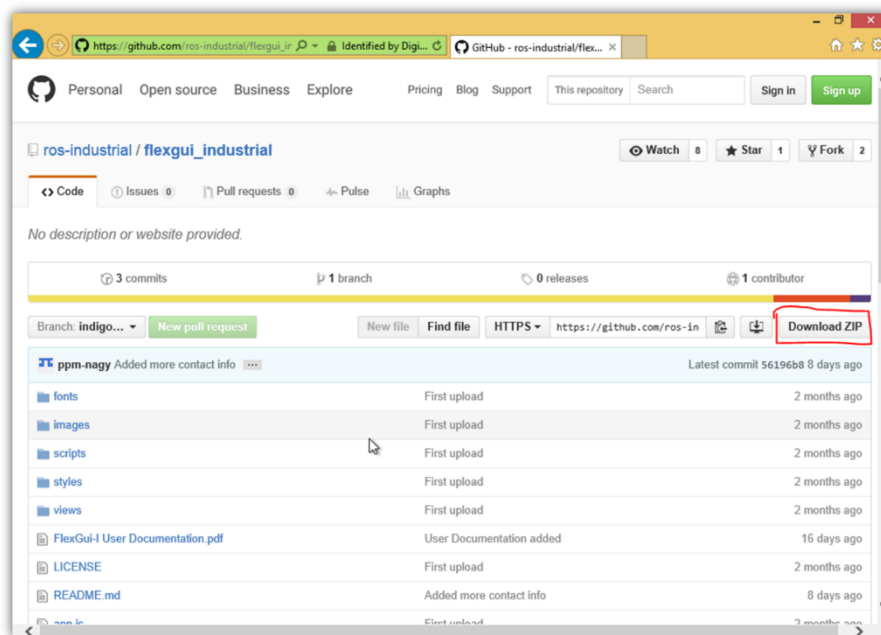 https://github.com/ros-industrial/flexgui_ir Identified by Digi... GitHub - ros-industrial/flex...
Personal Open source Business Explore Pricing Blog Support This repository Search Sign in Sign up
ros-industrial / flexgui_industrial Watch 8 Star 1 Fork 2
Code Issues 0 Pull requests 0 Pulse Graphs
No description or website provided.
3 commits 1 branch 0 releases 1 contributor
Branch: indigo... New pull request New file Find file HTTPS https://github.com/ros-in Download ZIP
ppm-nagy Added more contact info ... Latest commit 56196b8 8 days ago
fonts First upload 2 months ago
images First upload 2 months ago
scripts First upload 2 months ago
styles First upload 2 months ago
views First upload 2 months ago
FlexGui-I User Documentation.pdf User Documentation added 16 days ago
LICENSE First upload 2 months ago
README.md Added more contact info 8 days ago
app.js First upload 2 months ago